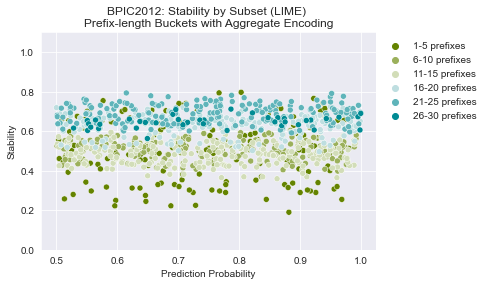 BPIC2012: Stability by Subset (LIME)
Prefix-length Buckets with Aggregate Encoding
1-5 prefixes
6-10 prefixes
11-15 prefixes
16-20 prefixes
21-25 prefixes
26-30 prefixes
Stability
1.0
0.8
0.6
0.4
0.2
0.0
0.5 0.6 0.7 0.8 0.9 1.0
Prediction Probability